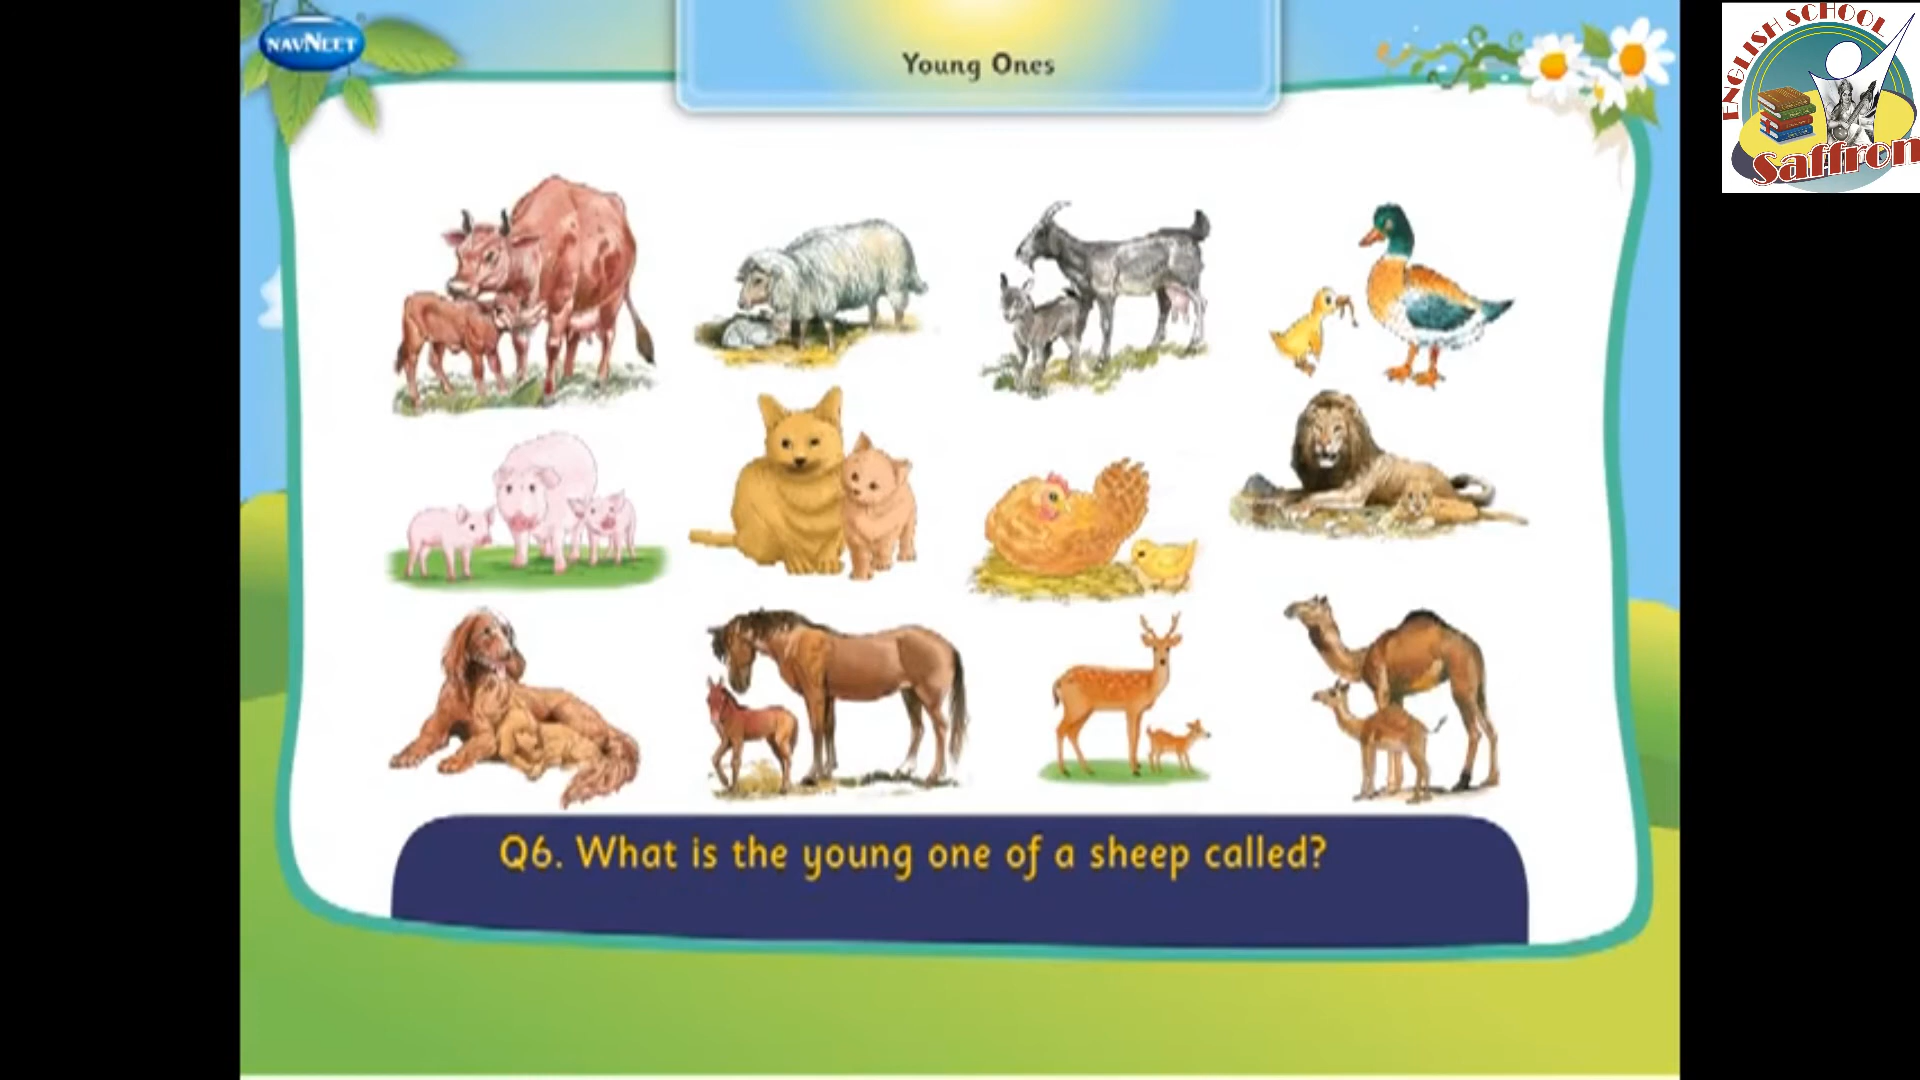 NAVNEET
Young Ones
ENGLISH SCHOOL
Saffron
Q6. What is the young one of a sheep called?